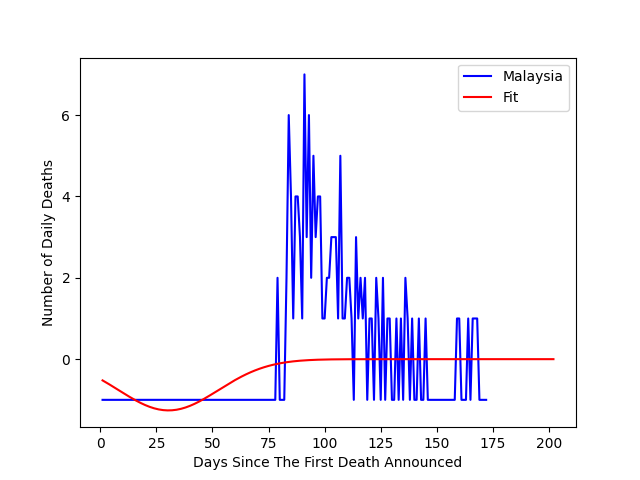 Malaysia
Fit
6
4
2
0
Number of Daily Deaths
0 25 50 75 100 125 150 175 200
Days Since The First Death Announced